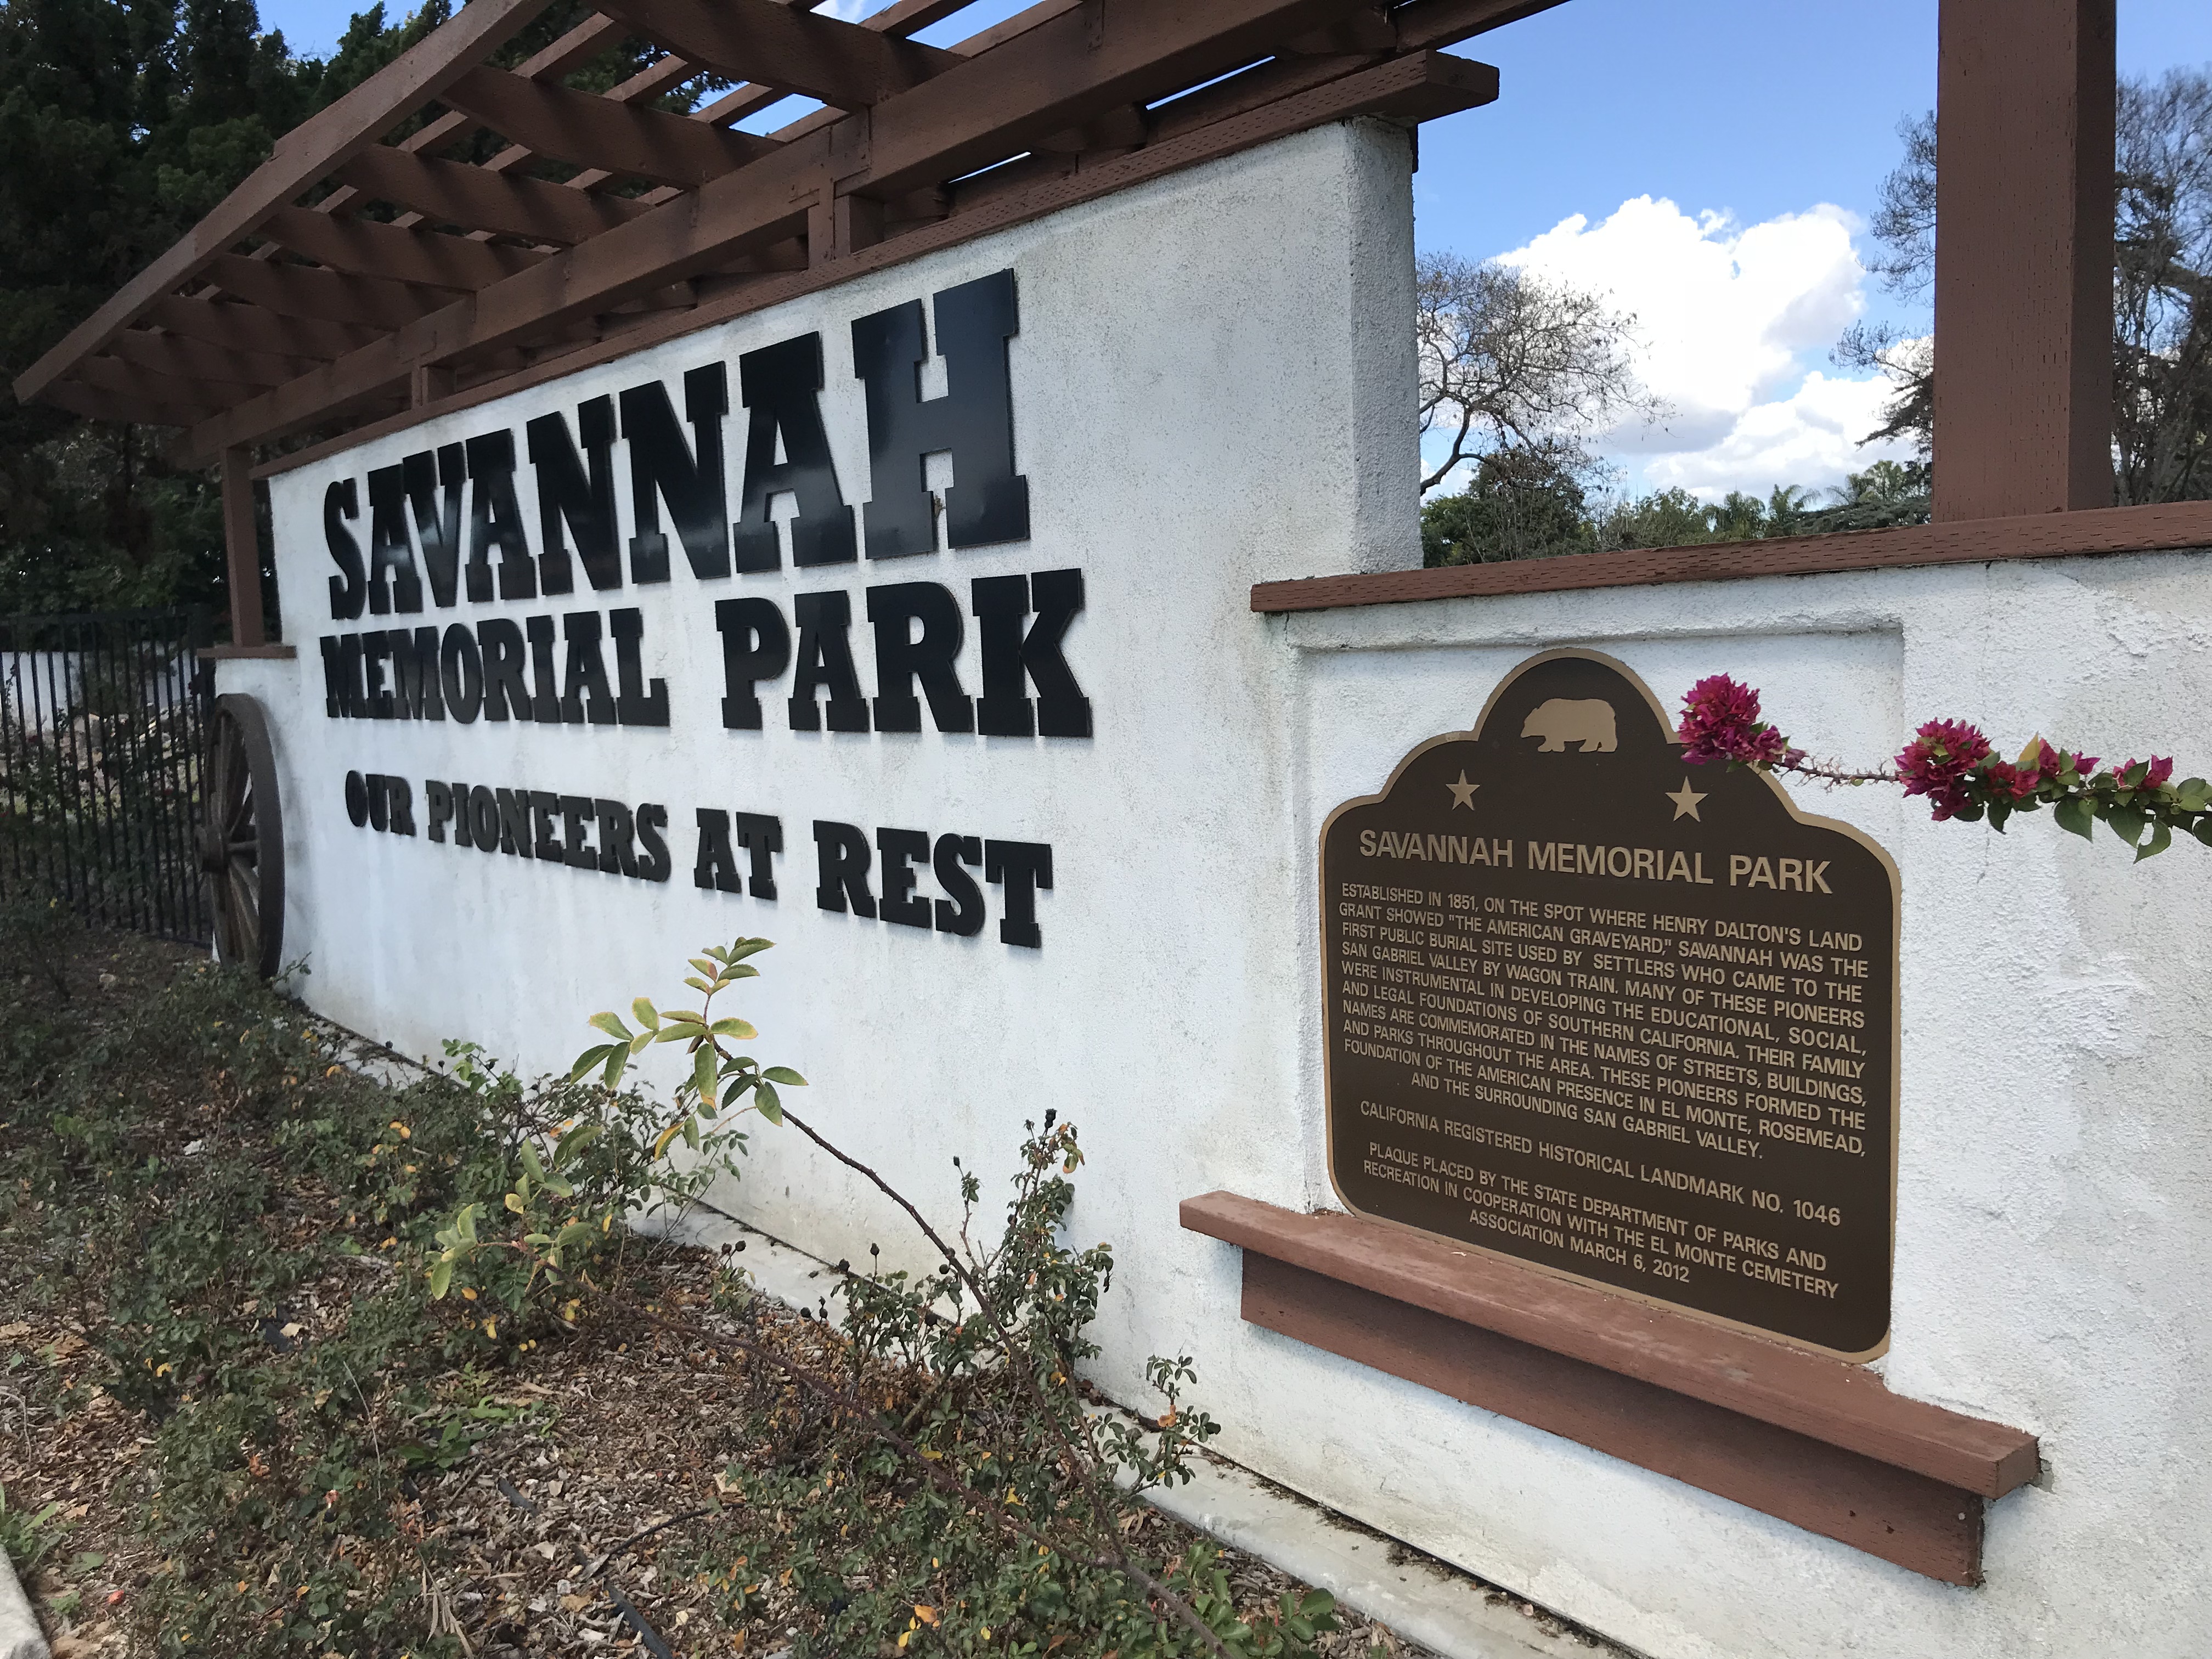 SAVANNAH
MEMORIAL PARK
OUR PIONEERS AT REST
SAVANNAH MEMORIAL PARK
ESTABLISHED IN 1851, ON THE SPOT WHERE HENRY DALTON'S LAND
GRANT SHOWED "THE AMERICAN GRAVEYARD," SAVANNAH WAS THE
FIRST PUBLIC BURIAL SITE USED BY SETTLERS WHO CAME TO THE
SAN GABRIEL VALLEY BY WAGON TRAIN. MANY OF THESE PIONEERS
WERE INSTRUMENTAL IN DEVELOPING THE EDUCATIONAL, SOCIAL,
AND LEGAL FOUNDATIONS OF SOUTHERN CALIFORNIA. THEIR FAMILY
NAMES ARE COMMEMORATED IN THE NAMES OF STREETS, BUILDINGS,
AND PARKS THROUGHOUT THE AREA. THESE PIONEERS FORMED THE
FOUNDATION OF THE AMERICAN PRESENCE IN EL MONTE, ROSEMEAD,
AND THE SURROUNDING SAN GABRIEL VALLEY.
CALIFORNIA REGISTERED HISTORICAL LANDMARK NO. 1046
PLAQUE PLACED BY THE STATE DEPARTMENT OF PARKS AND
RECREATION IN COOPERATION WITH THE EL MONTE CEMETERY
ASSOCIATION MARCH 6, 2012